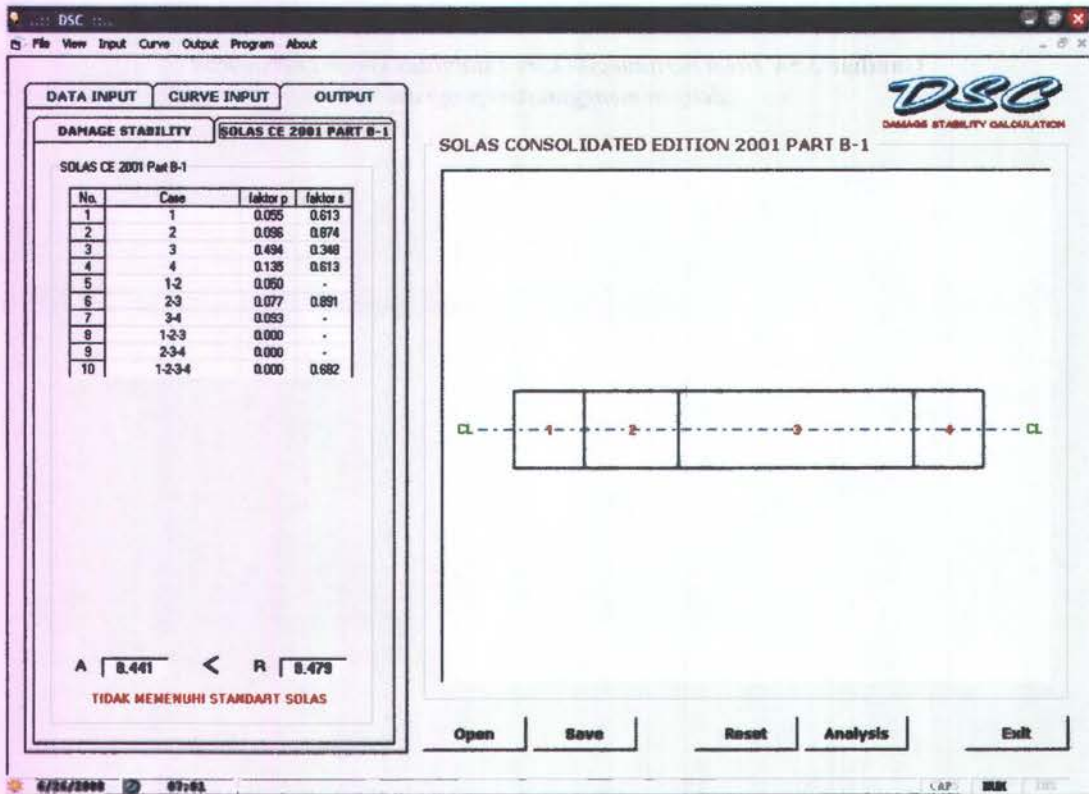 ..:: DSC ::..
File View Input Curve Output Program About
DATA INPUT CURVE INPUT OUTPUT
DAMAGE STABILITY SOLAS CE 2001 PART B-1
SOLAS CE 2001 Part B-1
No. Case faktor p faktor s
1 1 0.055 0.613
2 2 0.096 0.874
3 3 0.494 0.348
4 4 0.135 0.613
5 1-2 0.050 -
6 2-3 0.077 0.891
7 3-4 0.093 -
8 1-2-3 0.000 -
9 2-3-4 0.000 -
10 1-2-3-4 0.000 0.682
A 0.441 < R 0.479
TIDAK MEMENUHI STANDART SOLAS
DSC
DAMAGE STABILITY CALCULATION
SOLAS CONSOLIDATED EDITION 2001 PART B-1
CL 1 2 3 4 CL
Open Save Reset Analysis Exit
CAPS NUM INS